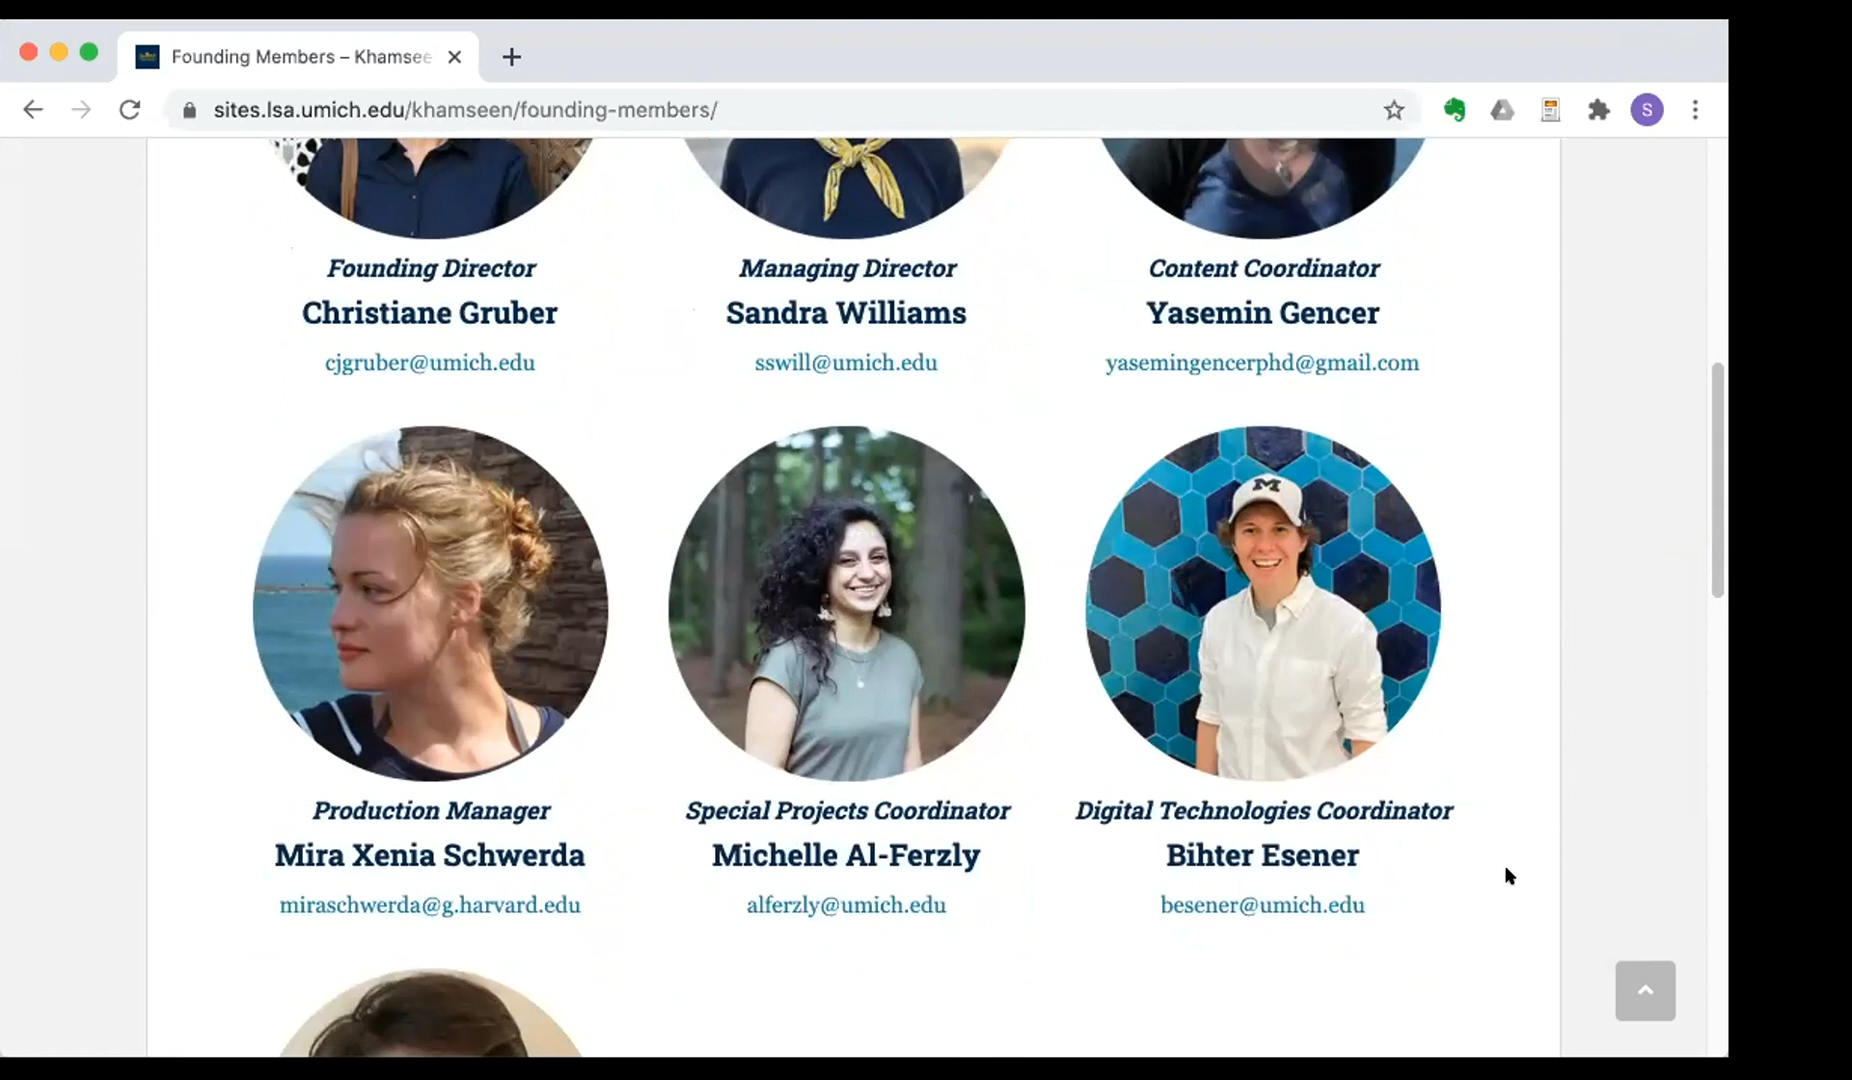 Founding Members – Khamsee
sites.lsa.umich.edu/khamseen/founding-members/
S
Founding Director
Christiane Gruber
cjgruber@umich.edu
Managing Director
Sandra Williams
sswill@umich.edu
Content Coordinator
Yasemin Gencer
yasemingencerphd@gmail.com
M
Production Manager
Mira Xenia Schwerda
miraschwerda@g.harvard.edu
Special Projects Coordinator
Michelle Al-Ferzly
alferzly@umich.edu
Digital Technologies Coordinator
Bihter Esener
besener@umich.edu